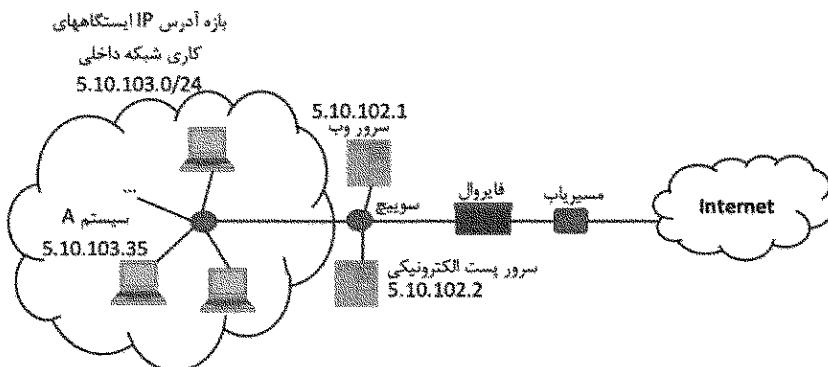 بازه آدرس IP ایستگاههای
کاری شبکه داخلی
5.10.103.0/24
5.10.102.1
سرور وب
...
سیستم A
5.10.103.35
سوییچ
فایروال
مسیریاب
Internet
سرور پست الکترونیکی
5.10.102.2